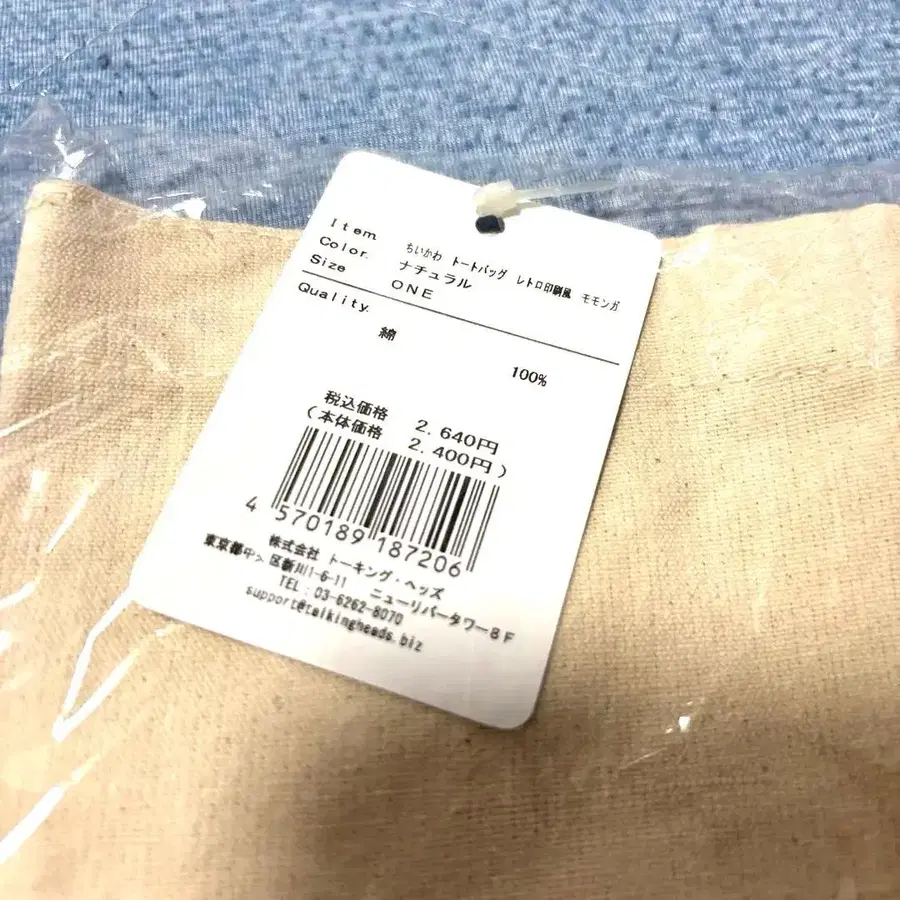 Item. ちいかわ トートバッグ レトロ印刷風 モモンガ
Color. ナチュラル
Size ONE
Quality.
綿 100%
税込価格 2,640円
(本体価格 2,400円)
4 570189 187206
株式会社 トーキング・ヘッズ
東京都中央区新川1-6-11 ニューリバータワー8F
TEL: 03-6262-8070
support@talkingheads.biz